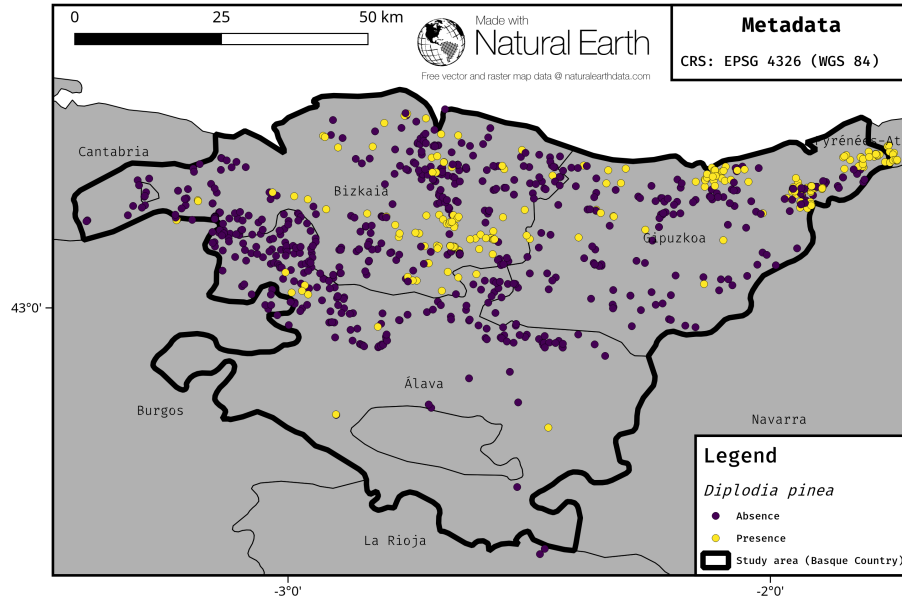 0 25 50 km
Made with
Natural Earth
Free vector and raster map data @ naturalearthdata.com
Metadata
CRS: EPSG 4326 (WGS 84)
Cantabria
Pyrénées-At
Bizkaia
Gipuzkoa
43°0'
Álava
Burgos
Navarra
La Rioja
Legend
Diplodia pinea
Absence
Presence
Study area (Basque Country)
-3°0'
-2°0'